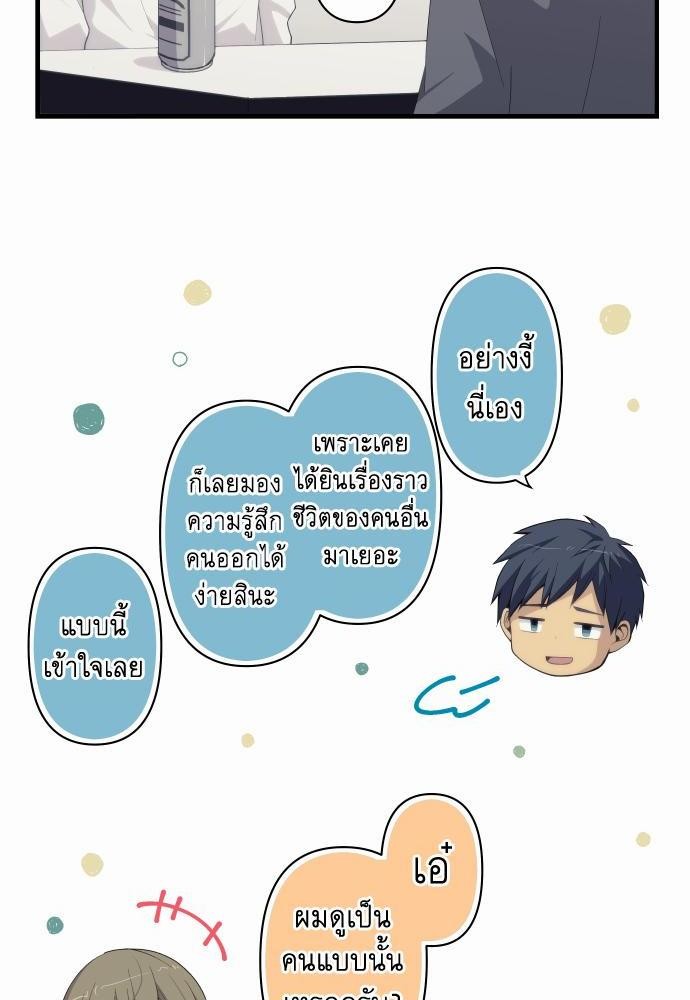 อย่างงี้
นี่เอง
เพราะเคย
ได้ยินเรื่องราว
ชีวิตของคนอื่น
มาเยอะ
ก็เลยมอง
ความรู้สึก
คนออกได้
ง่ายสินะ
แบบนี้
เข้าใจเลย
เอ๋
ผมดูเป็น
คนแบบนั้น